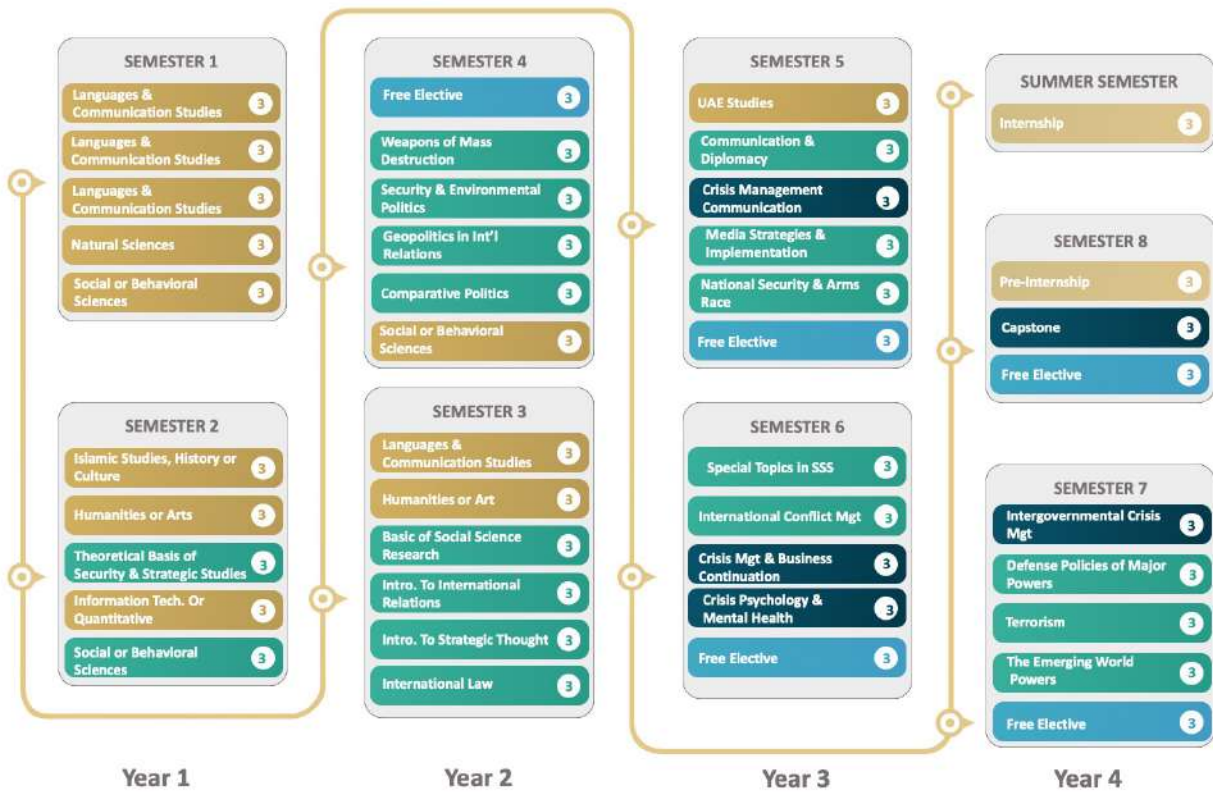 SEMESTER 1
Languages &
Communication Studies
3
Languages &
Communication Studies
3
Languages &
Communication Studies
3
Natural Sciences
3
Social or Behavioral
Sciences
3
SEMESTER 2
Islamic Studies, History or
Culture
3
Humanities or Arts
3
Theoretical Basis of
Security & Strategic Studies
3
Information Tech. Or
Quantitative
3
Social or Behavioral
Sciences
3
SEMESTER 4
Free Elective
3
Weapons of Mass
Destruction
3
Security & Environmental
Politics
3
Geopolitics in Int'l
Relations
3
Comparative Politics
3
Social or Behavioral
Sciences
3
SEMESTER 3
Languages &
Communication Studies
3
Humanities or Art
3
Basic of Social Science
Research
3
Intro. To International
Relations
3
Intro. To Strategic Thought
3
International Law
3
SEMESTER 5
UAE Studies
3
Communication &
Diplomacy
3
Crisis Management
Communication
3
Media Strategies &
Implementation
3
National Security & Arms
Race
3
Free Elective
3
SEMESTER 6
Special Topics in SSS
3
International Conflict Mgt
3
Crisis Mgt & Business
Continuation
3
Crisis Psychology &
Mental Health
3
Free Elective
3
SUMMER SEMESTER
Internship
3
SEMESTER 8
Pre-Internship
3
Capstone
3
Free Elective
3
SEMESTER 7
Intergovernmental Crisis
Mgt
3
Defense Policies of Major
Powers
3
Terrorism
3
The Emerging World
Powers
3
Free Elective
3
Year 1
Year 2
Year 3
Year 4